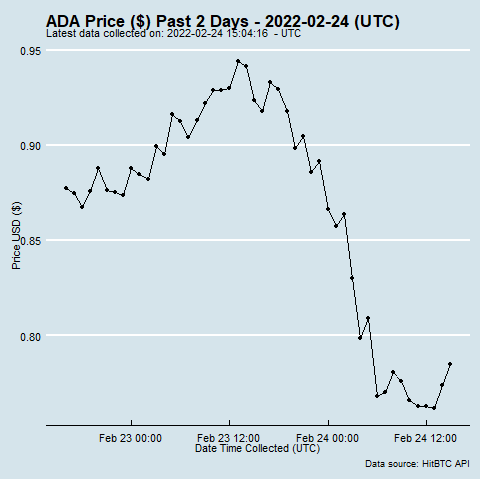 ADA Price ($) Past 2 Days - 2022-02-24 (UTC)
Latest data collected on: 2022-02-24 15:04:16 - UTC
0.95
0.90
0.85
0.80
Price USD ($)
Feb 23 00:00 Feb 23 12:00 Feb 24 00:00 Feb 24 12:00
Date Time Collected (UTC)
Data source: HitBTC API